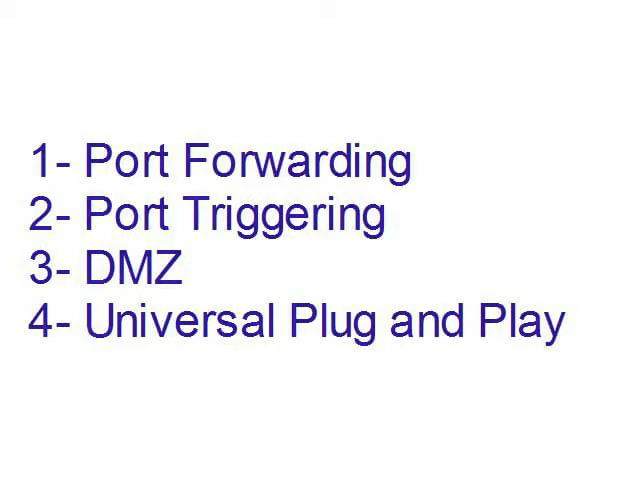 1- Port Forwarding
2- Port Triggering
3- DMZ
4- Universal Plug and Play